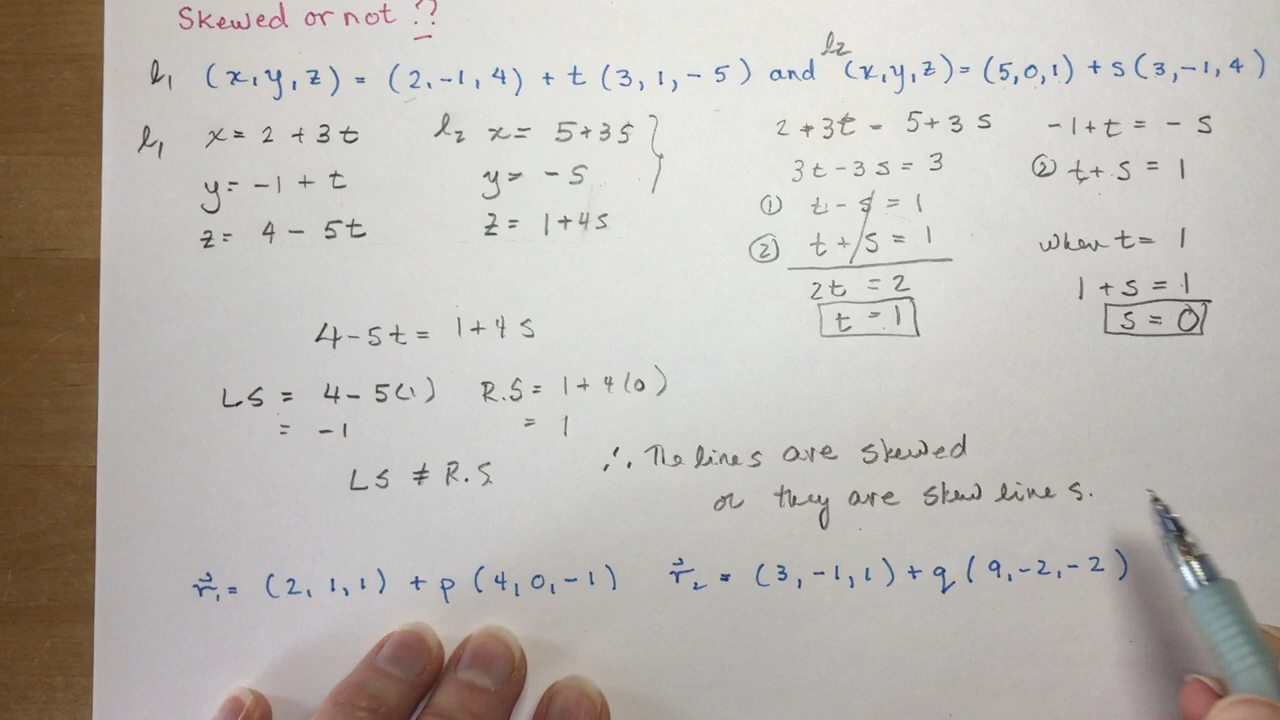 Skewed or not ??
l₁ (x,y,z) = (2,-1,4) + t (3,1,-5) and l₂ (x,y,z) = (5,0,1) + s(3,-1,4)
l₁ x = 2 + 3t
y = -1 + t
z = 4 - 5t
l₂ x = 5+3s
y = -s
z = 1+4s
2+3t = 5+3s
3t-3s = 3
① t - s = 1
② t + s = 1
2t = 2
t = 1
-1+t = -s
② t+s = 1
when t = 1
1+s = 1
s = 0
4-5t = 1+4s
LS = 4-5(1)
= -1
R.S = 1+4(0)
= 1
LS ≠ R.S.
∴ The lines are skewed
or they are skew lines.
r⃗₁ = (2,1,1) + p (4,0,-1) r⃗₂ = (3,-1,1) + q (9,-2,-2)